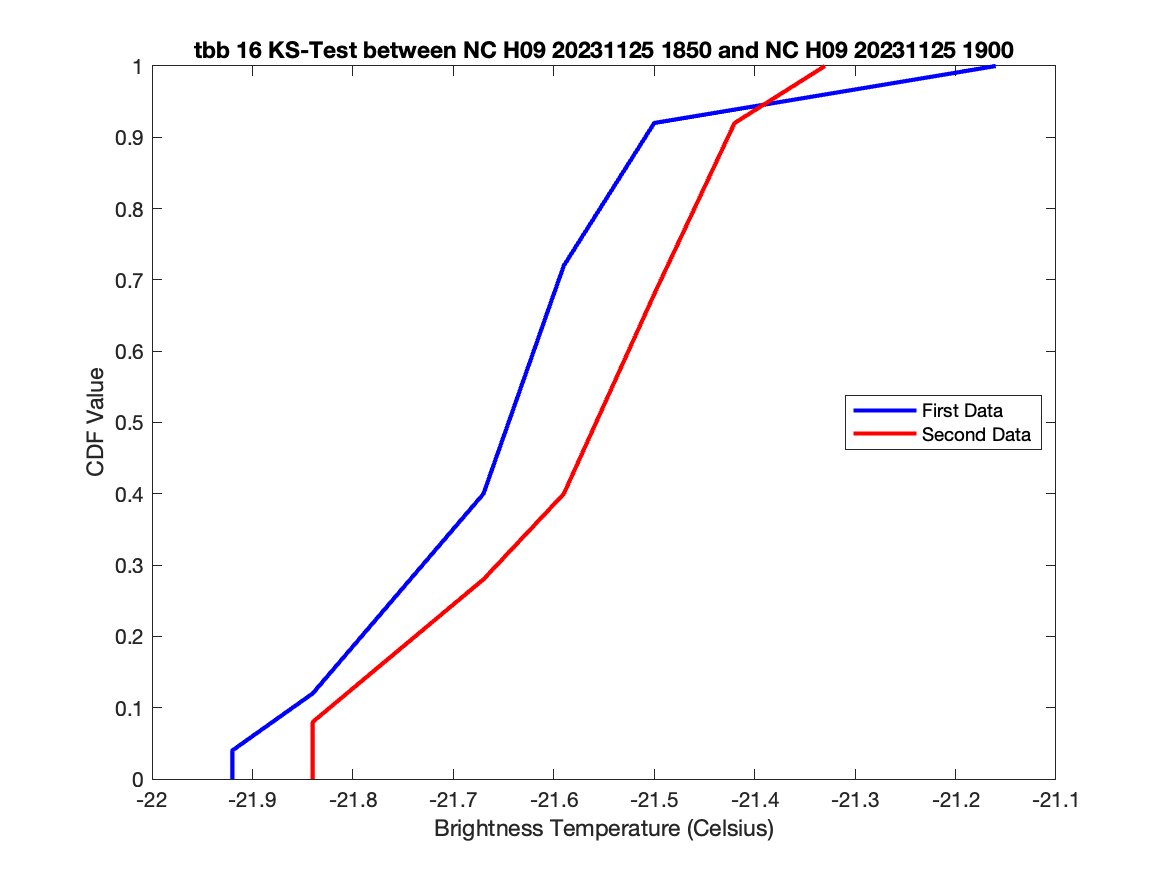 tbb 16 KS-Test between NC H09 20231125 1850 and NC H09 20231125 1900
1
0.9
0.8
0.7
0.6
0.5
0.4
0.3
0.2
0.1
0
CDF Value
First Data
Second Data
-22 -21.9 -21.8 -21.7 -21.6 -21.5 -21.4 -21.3 -21.2 -21.1
Brightness Temperature (Celsius)